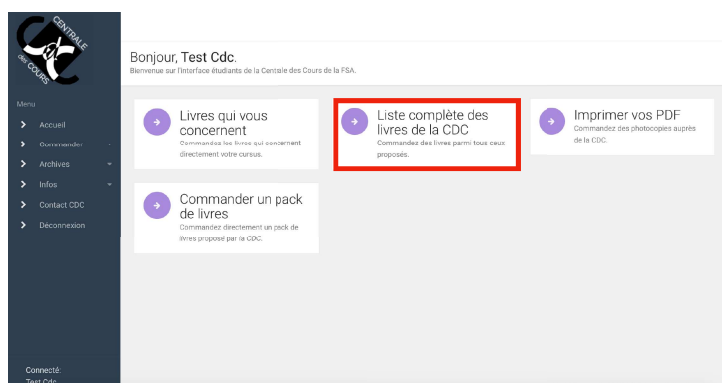 CENTRALE
des COURS
Menu
Accueil
Commander
Archives
Infos
Contact CDC
Déconnexion
Connecté:
Test Cdc
Bonjour, Test Cdc.
Bienvenue sur l'interface étudiants de la Centrale des Cours de la FSA.
Livres qui vous
concernent
Commandez les livres qui concernent
directement votre cursus.
Liste complète des
livres de la CDC
Commandez des livres parmi tous ceux
proposés.
Imprimer vos PDF
Commandez des photocopies auprès
de la CDC.
Commander un pack
de livres
Commandez directement un pack de
livres proposé par la CDC.